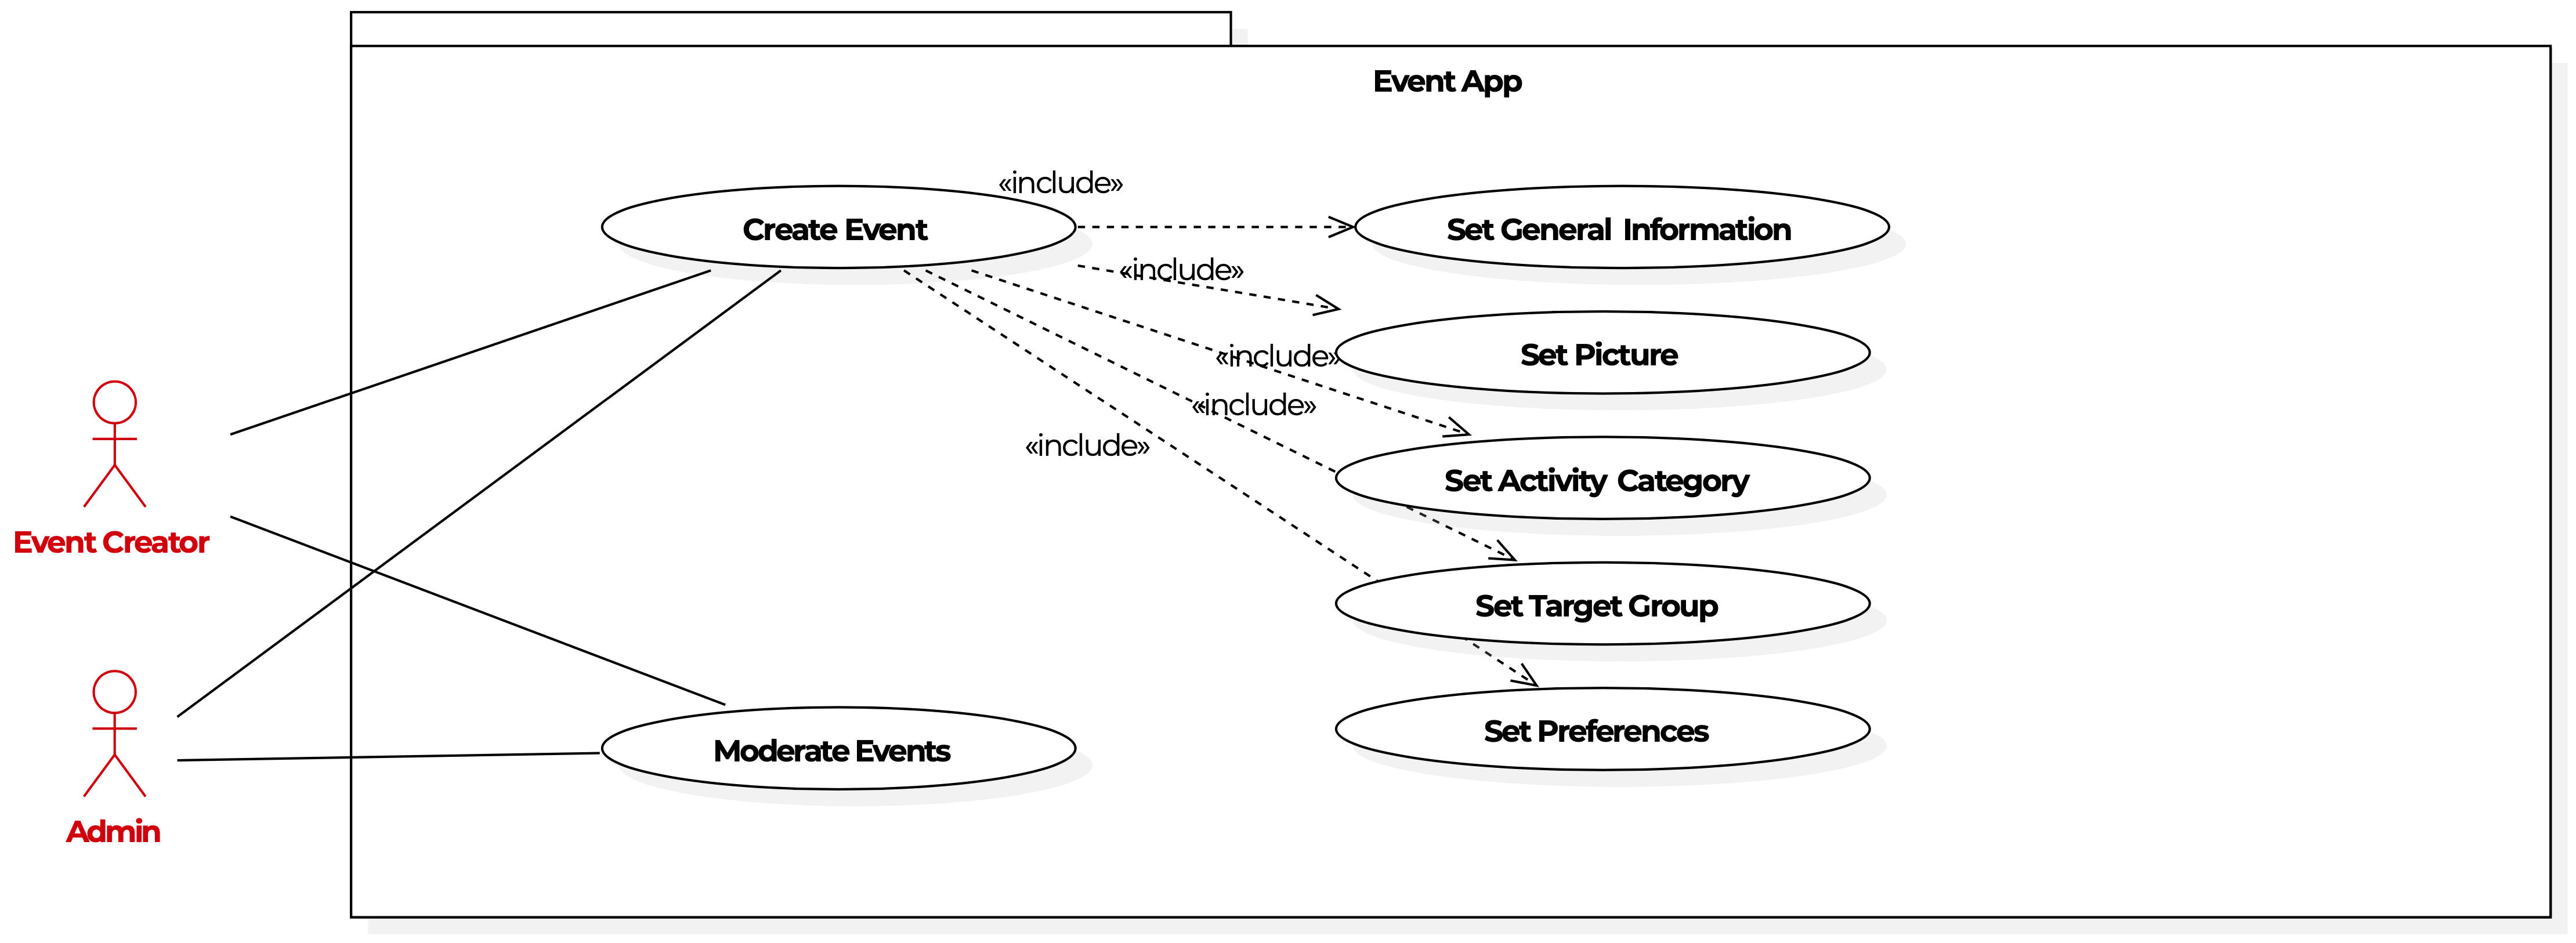 Event App
«include»
Create Event
Set General Information
«include»
Set Picture
«include»
«include»
«include»
Set Activity Category
Event Creator
Set Target Group
Set Preferences
Moderate Events
Admin